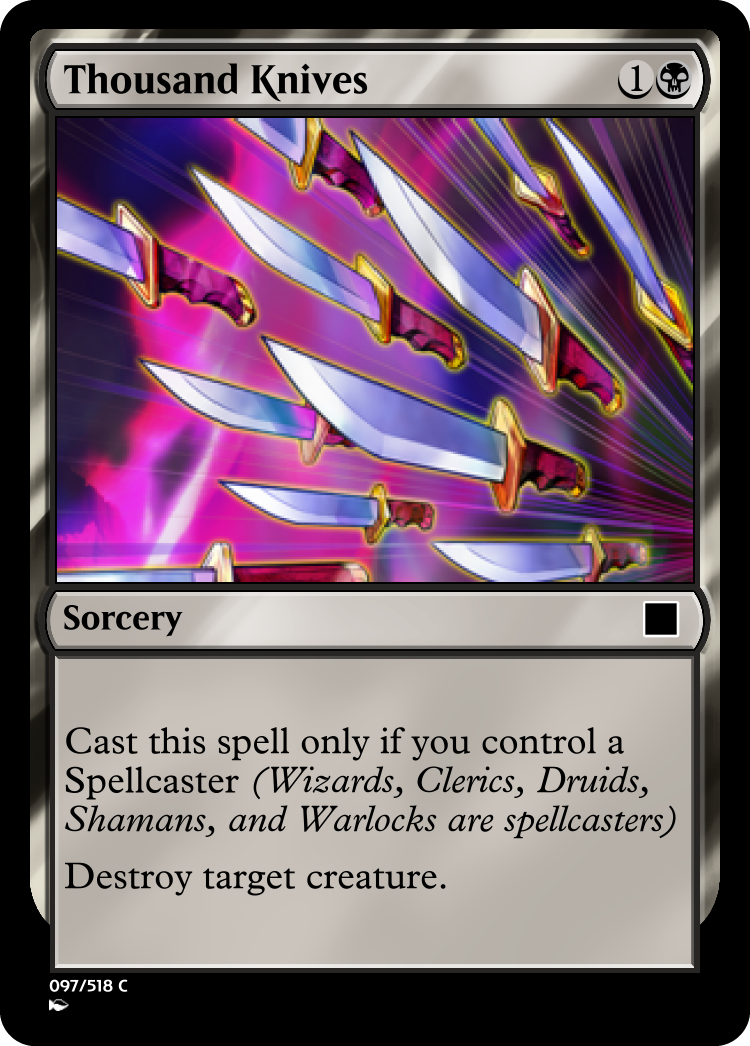 Thousand Knives 1
Sorcery
Cast this spell only if you control a
Spellcaster (Wizards, Clerics, Druids,
Shamans, and Warlocks are spellcasters)
Destroy target creature.
097/518 C